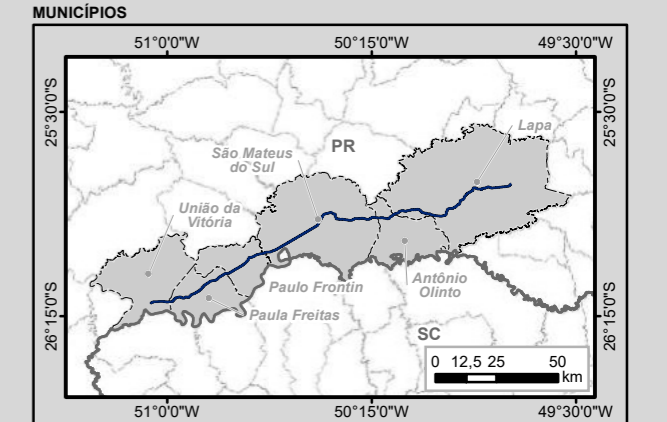 MUNICÍPIOS
51°0'0"W 50°15'0"W 49°30'0"W
25°30'0"S
25°30'0"S
Lapa
PR
São Mateus
do Sul
União da
Vitória
Paulo Frontin
Antônio
Olinto
Paula Freitas
26°15'0"S
26°15'0"S
SC
0 12,5 25 50
km
51°0'0"W 50°15'0"W 49°30'0"W